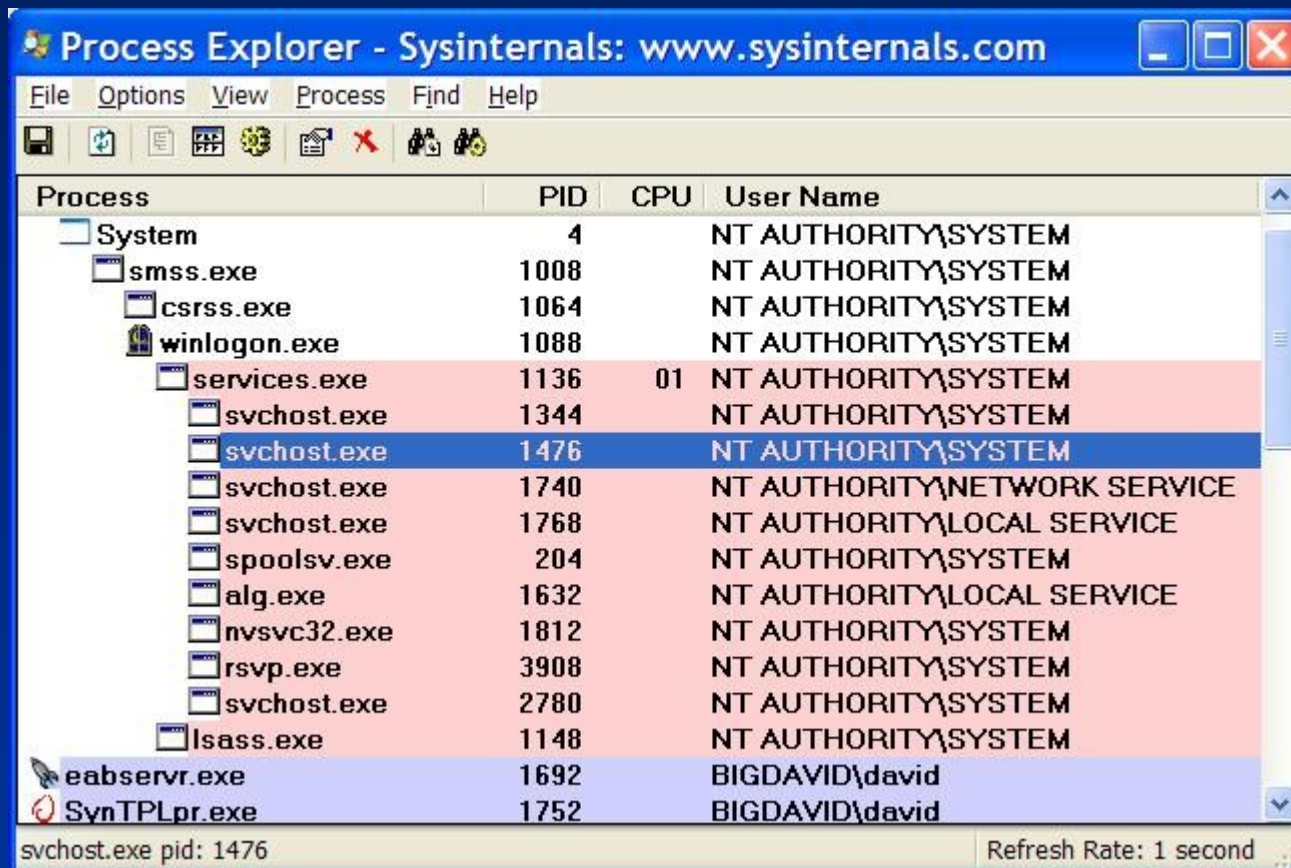 Process Explorer - Sysinternals: www.sysinternals.com
File Options View Process Find Help
Process PID CPU User Name
System 4 NT AUTHORITY\SYSTEM
smss.exe 1008 NT AUTHORITY\SYSTEM
csrss.exe 1064 NT AUTHORITY\SYSTEM
winlogon.exe 1088 NT AUTHORITY\SYSTEM
services.exe 1136 01 NT AUTHORITY\SYSTEM
svchost.exe 1344 NT AUTHORITY\SYSTEM
svchost.exe 1476 NT AUTHORITY\SYSTEM
svchost.exe 1740 NT AUTHORITY\NETWORK SERVICE
svchost.exe 1768 NT AUTHORITY\LOCAL SERVICE
spoolsv.exe 204 NT AUTHORITY\SYSTEM
alg.exe 1632 NT AUTHORITY\LOCAL SERVICE
nvsvc32.exe 1812 NT AUTHORITY\SYSTEM
rsvp.exe 3908 NT AUTHORITY\SYSTEM
svchost.exe 2780 NT AUTHORITY\SYSTEM
lsass.exe 1148 NT AUTHORITY\SYSTEM
eabservr.exe 1692 BIGDAVID\david
SynTPLpr.exe 1752 BIGDAVID\david
svchost.exe pid: 1476 Refresh Rate: 1 second